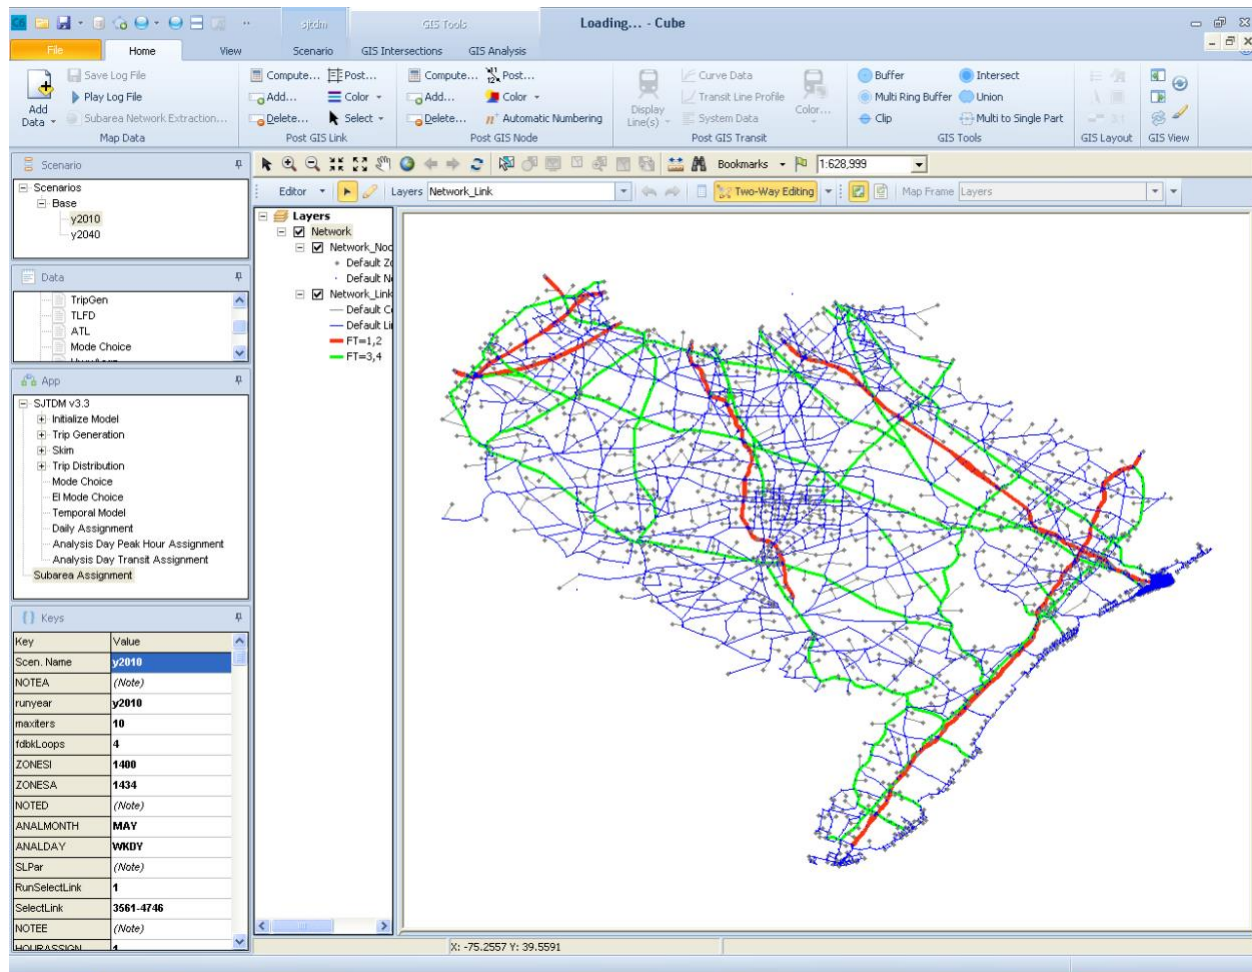 sjtdm GIS Tools Loading... - Cube
File Home View Scenario GIS Intersections GIS Analysis
Add Data
Save Log File
Play Log File
Subarea Network Extraction...
Map Data
Compute... Post...
Add... Color
Delete... Select
Post GIS Link
Compute... Post...
Add... Color
Delete... Automatic Numbering
Post GIS Node
Display Line(s)
Curve Data
Transit Line Profile
System Data
Color...
Post GIS Transit
Buffer Intersect
Multi Ring Buffer Union
Clip Multi to Single Part
GIS Tools
GIS Layout
GIS View
Bookmarks 1:628,999
Editor Layers Network_Link Two-Way Editing Map Frame Layers
Scenario
Scenarios
Base
y2010
y2040
Data
TripGen
TLFD
ATL
Mode Choice
App
SJTDM v3.3
Initialize Model
Trip Generation
Skim
Trip Distribution
Mode Choice
EI Mode Choice
Temporal Model
Daily Assignment
Analysis Day Peak Hour Assignment
Analysis Day Transit Assignment
Subarea Assignment
Keys
Key Value
Scen. Name y2010
NOTEA (Note)
runyear y2010
maxiters 10
fdbkLoops 4
ZONESI 1400
ZONESA 1434
NOTED (Note)
ANALMONTH MAY
ANALDAY WKDY
SLPar (Note)
RunSelectLink 1
SelectLink 3561-4746
NOTEE (Note)
HOURASSIGN 1
Layers
Network
Network_Noc
Default Zc
Default N
Network_Link
Default C
Default Li
FT=1,2
FT=3,4
X: -75.2557 Y: 39.5591